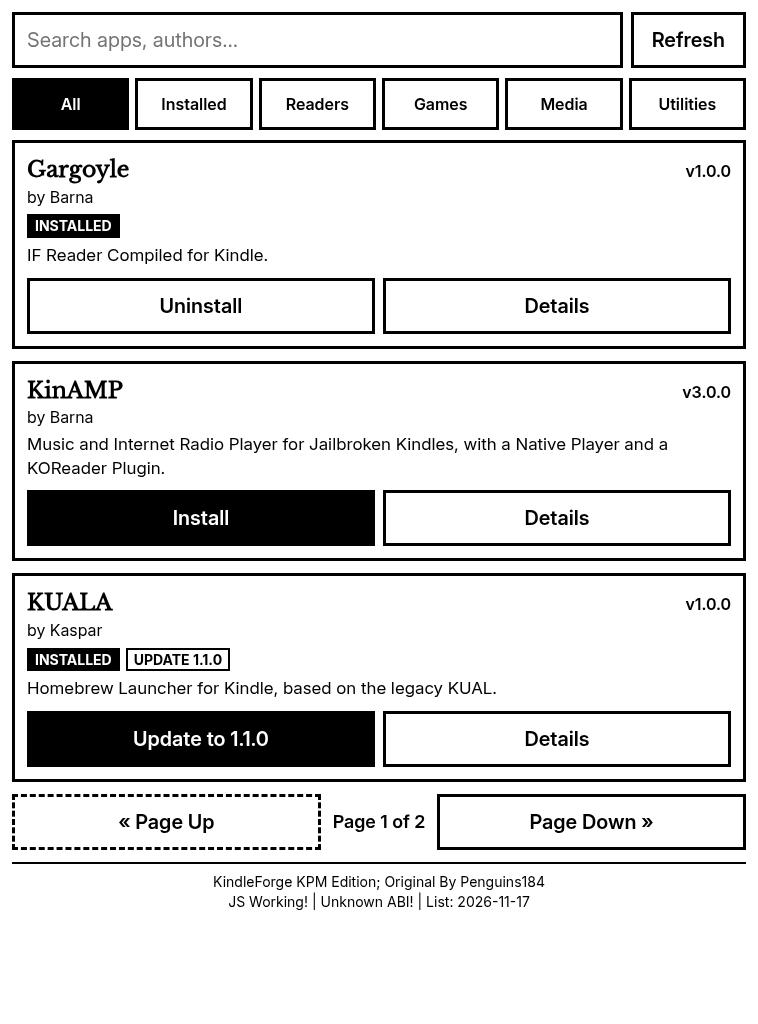 Search apps, authors...
Refresh
All
Installed
Readers
Games
Media
Utilities
Gargoyle
v1.0.0
by Barna
INSTALLED
IF Reader Compiled for Kindle.
Uninstall
Details
KinAMP
v3.0.0
by Barna
Music and Internet Radio Player for Jailbroken Kindles, with a Native Player and a
KOReader Plugin.
Install
Details
KUALA
v1.0.0
by Kaspar
INSTALLED
UPDATE 1.1.0
Homebrew Launcher for Kindle, based on the legacy KUAL.
Update to 1.1.0
Details
« Page Up
Page 1 of 2
Page Down »
KindleForge KPM Edition; Original By Penguins184
JS Working! | Unknown ABI! | List: 2026-11-17